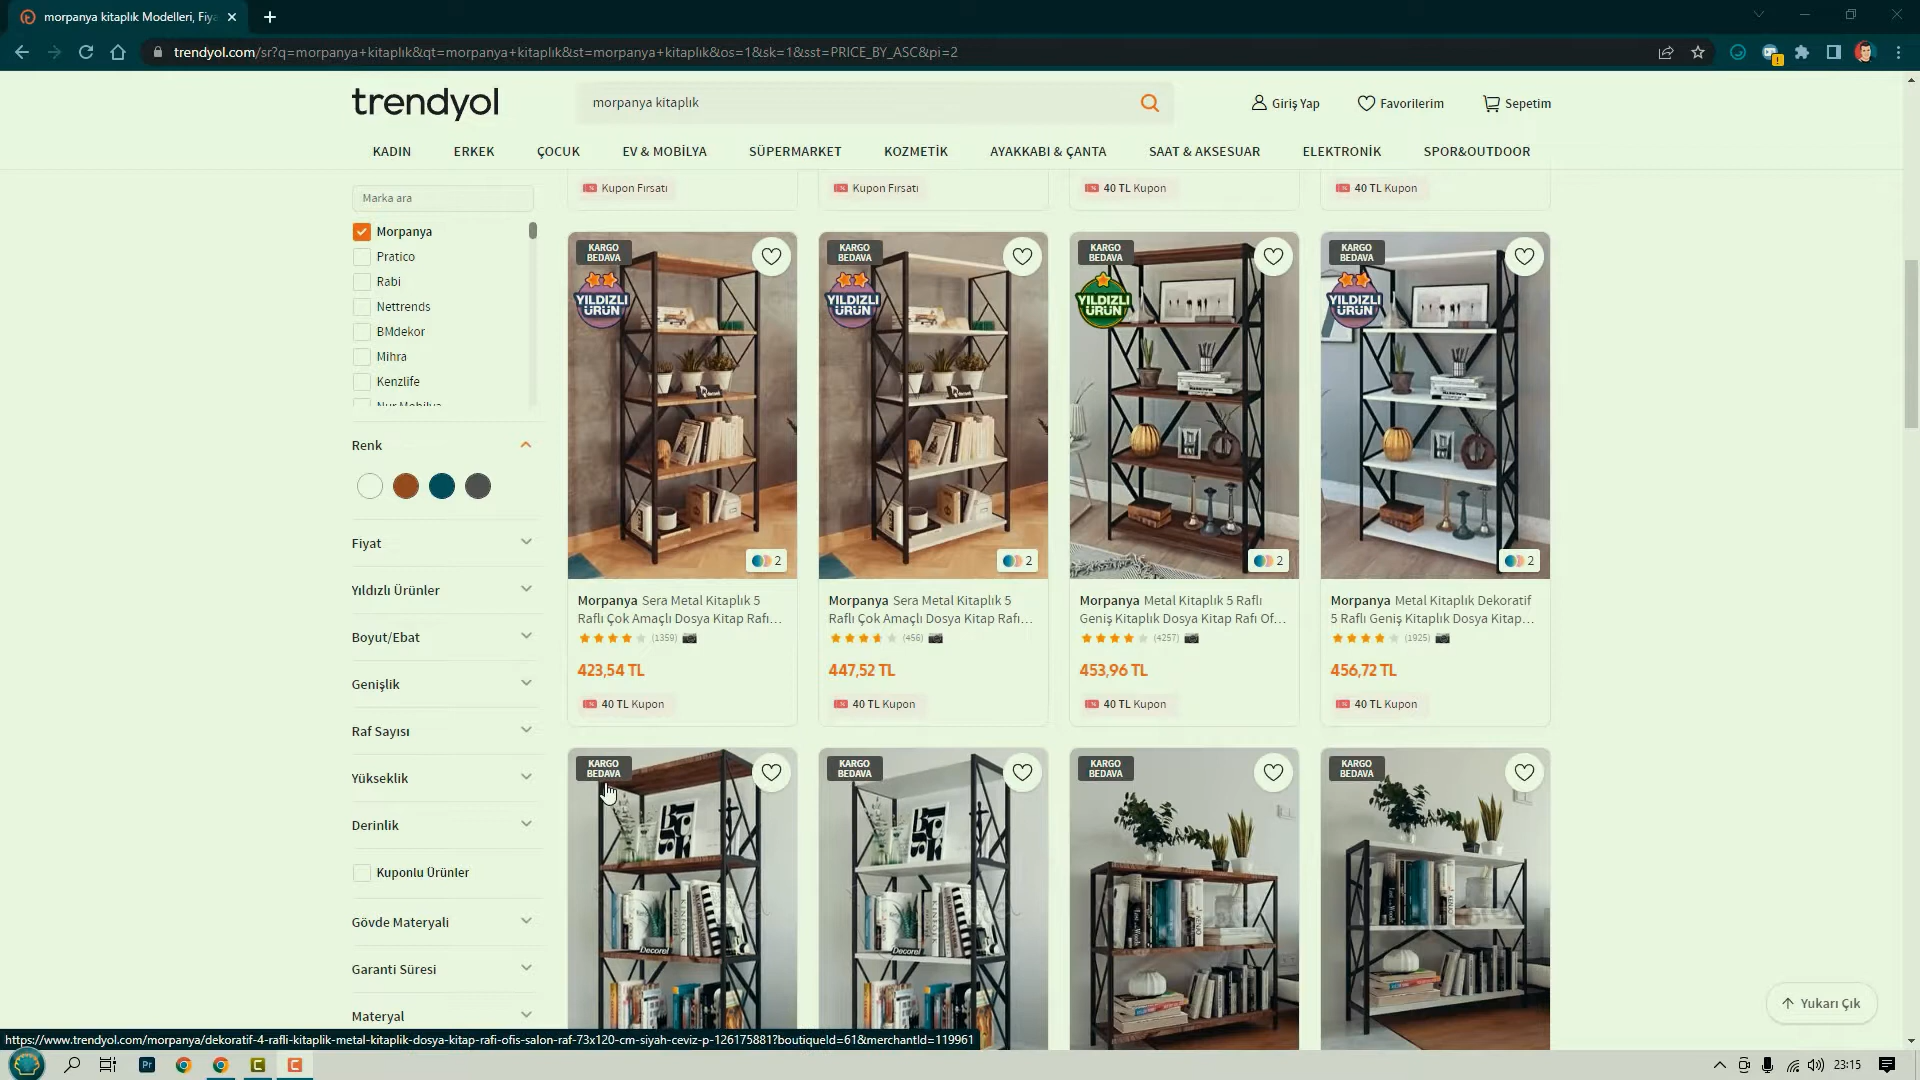 morpanya kitaplık Modelleri, Fiy
trendyol.com/sr?q=morpanya+kitaplık&qt=morpanya+kitaplık&st=morpanya+kitaplık&os=1&sk=1&sst=PRICE_BY_ASC&pi=2
trendyol
morpanya kitaplık
Giriş Yap
Favorilerim
Sepetim
KADIN
ERKEK
ÇOCUK
EV & MOBİLYA
SÜPERMARKET
KOZMETİK
AYAKKABI & ÇANTA
SAAT & AKSESUAR
ELEKTRONİK
SPOR&OUTDOOR
Marka ara
Morpanya
Pratico
Rabi
Nettrends
BMdekor
Mihra
Kenzlife
Nur Mobilya
Renk
Fiyat
Yıldızlı Ürünler
Boyut/Ebat
Genişlik
Raf Sayısı
Yükseklik
Derinlik
Kuponlu Ürünler
Gövde Materyali
Garanti Süresi
Materyal
Kupon Fırsatı
Kupon Fırsatı
40 TL Kupon
40 TL Kupon
KARGO
BEDAVA
YILDIZLI
ÜRÜN
2
Morpanya Sera Metal Kitaplık 5
Raflı Çok Amaçlı Dosya Kitap Rafı...
(1359)
423,54 TL
40 TL Kupon
KARGO
BEDAVA
YILDIZLI
ÜRÜN
2
Morpanya Sera Metal Kitaplık 5
Raflı Çok Amaçlı Dosya Kitap Rafı...
(456)
447,52 TL
40 TL Kupon
KARGO
BEDAVA
YILDIZLI
ÜRÜN
2
Morpanya Metal Kitaplık 5 Raflı
Geniş Kitaplık Dosya Kitap Rafı Of...
(4257)
453,96 TL
40 TL Kupon
KARGO
BEDAVA
YILDIZLI
ÜRÜN
2
Morpanya Metal Kitaplık Dekoratif
5 Raflı Geniş Kitaplık Dosya Kitap...
(1925)
456,72 TL
40 TL Kupon
KARGO
BEDAVA
Decorel
KARGO
BEDAVA
Decorel
KARGO
BEDAVA
KARGO
BEDAVA
Yukarı Çık
https://www.trendyol.com/morpanya/dekoratif-4-rafli-kitaplik-metal-kitaplik-dosya-kitap-rafi-ofis-salon-raf-73x120-cm-siyah-ceviz-p-126175881?boutiqueId=61&merchantId=119961
Pr
23:15